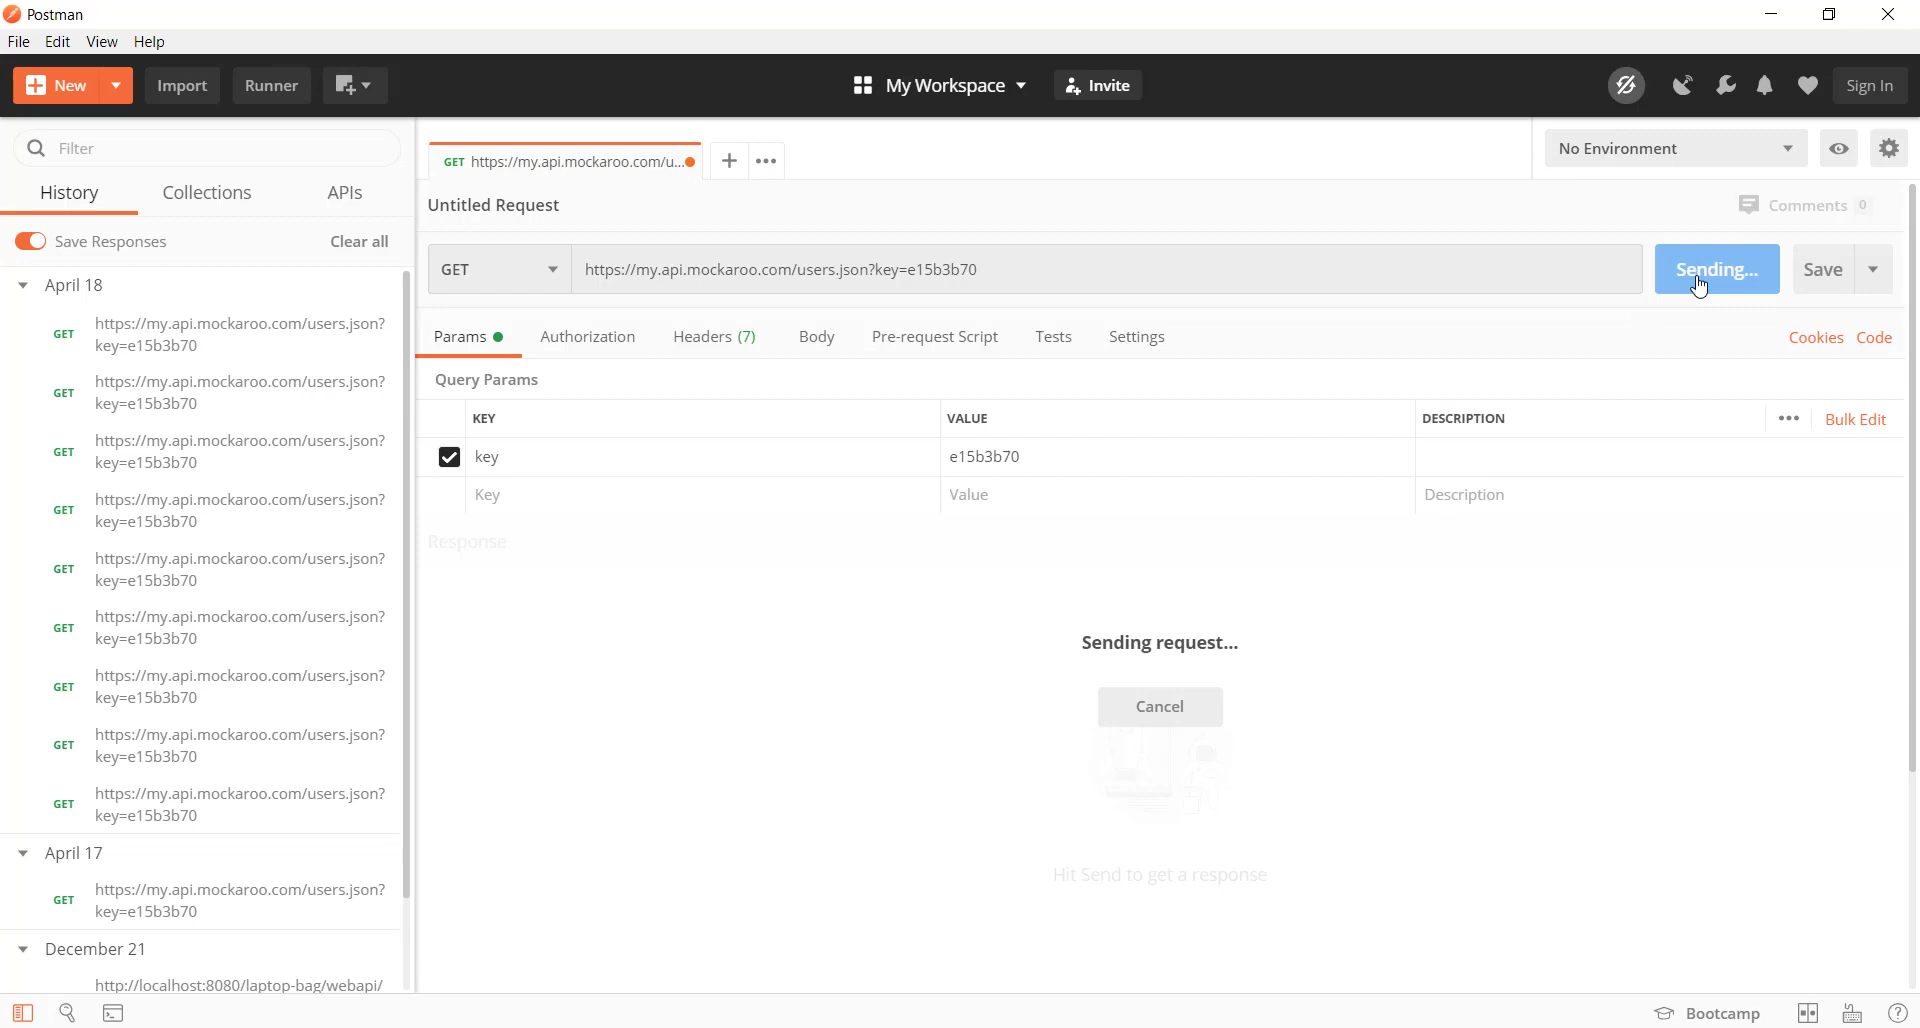 Postman
File Edit View Help
New Import Runner My Workspace Invite Sign In
Filter
History Collections APIs
Save Responses Clear all
April 18
GET https://my.api.mockaroo.com/users.json?
key=e15b3b70
GET https://my.api.mockaroo.com/users.json?
key=e15b3b70
GET https://my.api.mockaroo.com/users.json?
key=e15b3b70
GET https://my.api.mockaroo.com/users.json?
key=e15b3b70
GET https://my.api.mockaroo.com/users.json?
key=e15b3b70
GET https://my.api.mockaroo.com/users.json?
key=e15b3b70
GET https://my.api.mockaroo.com/users.json?
key=e15b3b70
GET https://my.api.mockaroo.com/users.json?
key=e15b3b70
GET https://my.api.mockaroo.com/users.json?
key=e15b3b70
April 17
GET https://my.api.mockaroo.com/users.json?
key=e15b3b70
December 21
http://localhost:8080/laptop-bag/webapi/
GET https://my.api.mockaroo.com/u... + ...
No Environment
Untitled Request
Comments 0
GET https://my.api.mockaroo.com/users.json?key=e15b3b70 Sending... Save
Params Authorization Headers (7) Body Pre-request Script Tests Settings Cookies Code
Query Params
KEY VALUE DESCRIPTION ... Bulk Edit
key e15b3b70
Key Value Description
Response
Sending request...
Cancel
Hit Send to get a response
Bootcamp